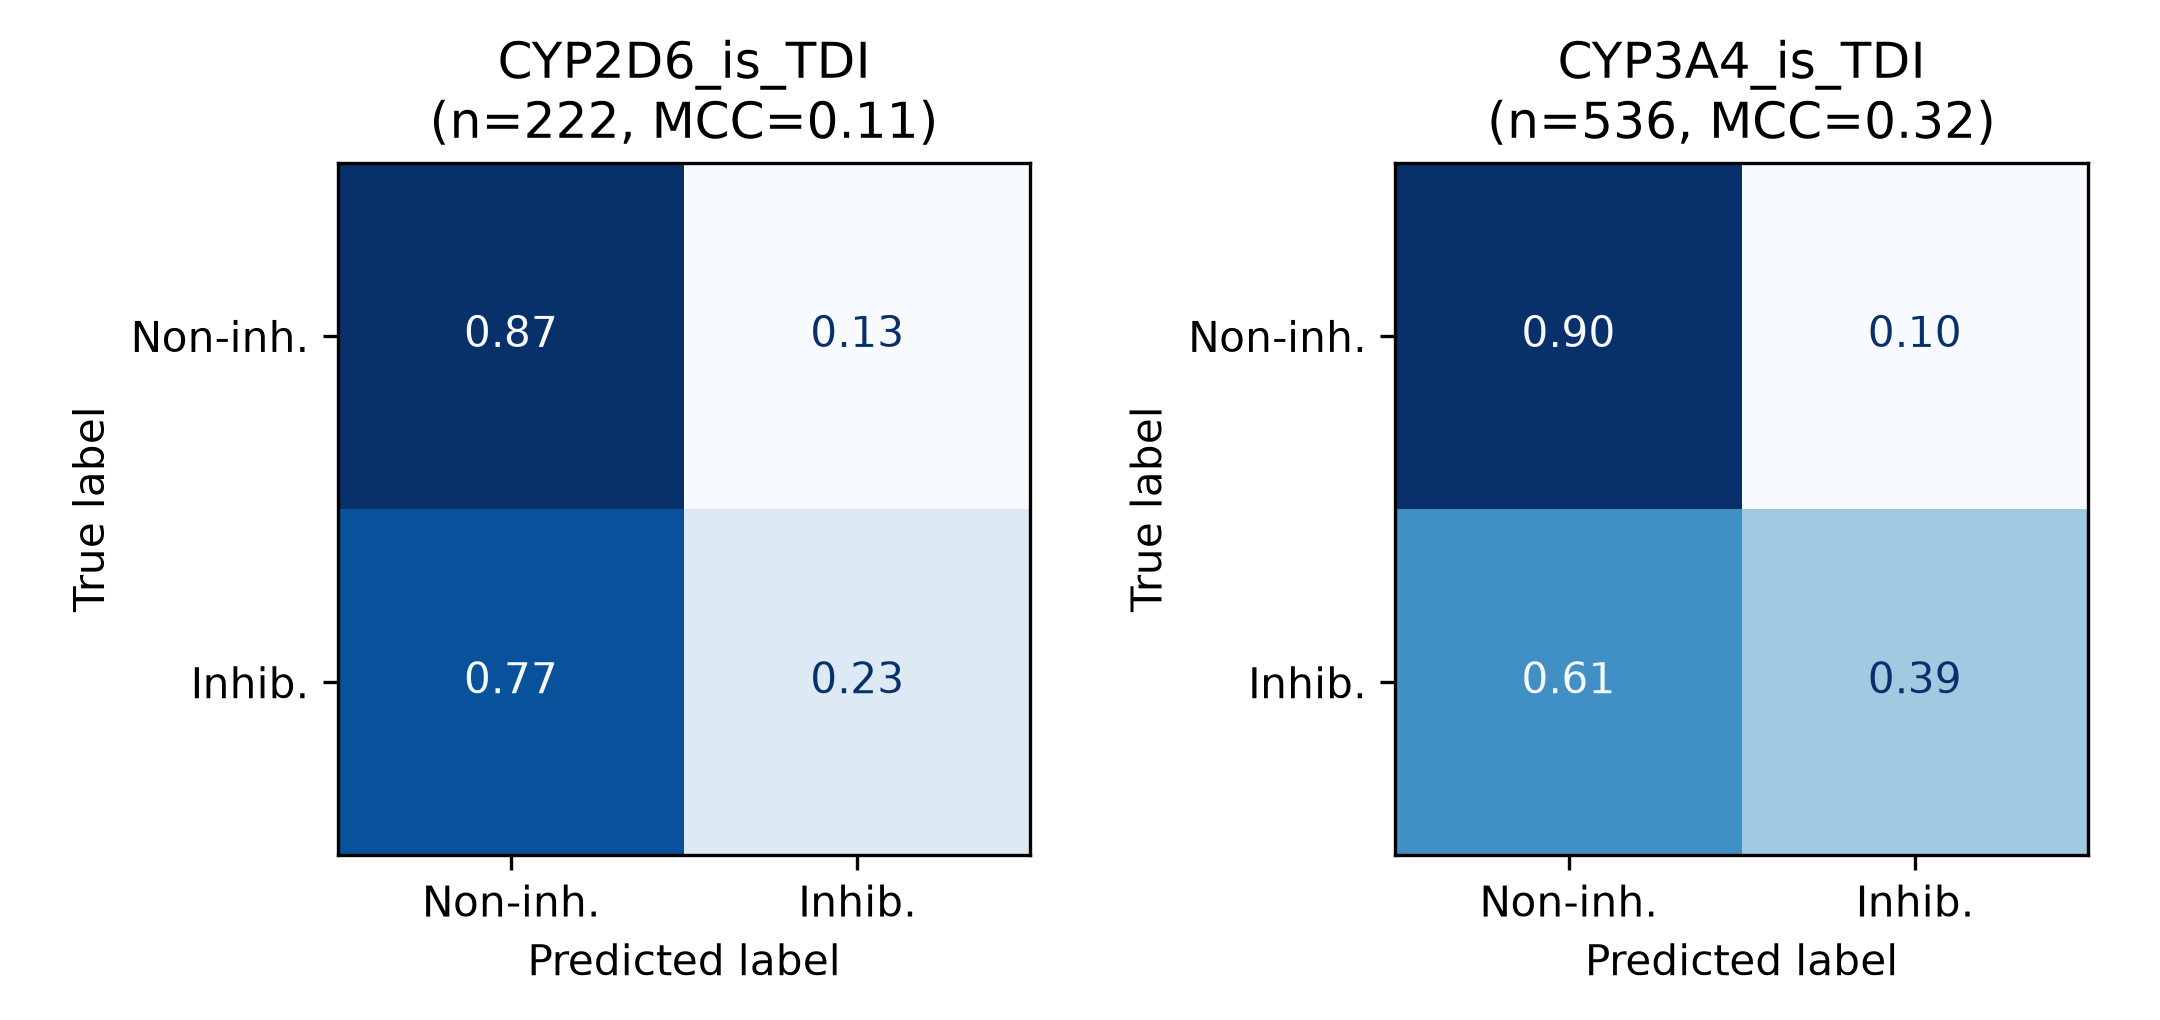 CYP2D6_is_TDI
(n=222, MCC=0.11)
True label
Non-inh.
0.87
0.13
Inhib.
0.77
0.23
Non-inh.
Inhib.
Predicted label
CYP3A4_is_TDI
(n=536, MCC=0.32)
True label
Non-inh.
0.90
0.10
Inhib.
0.61
0.39
Non-inh.
Inhib.
Predicted label